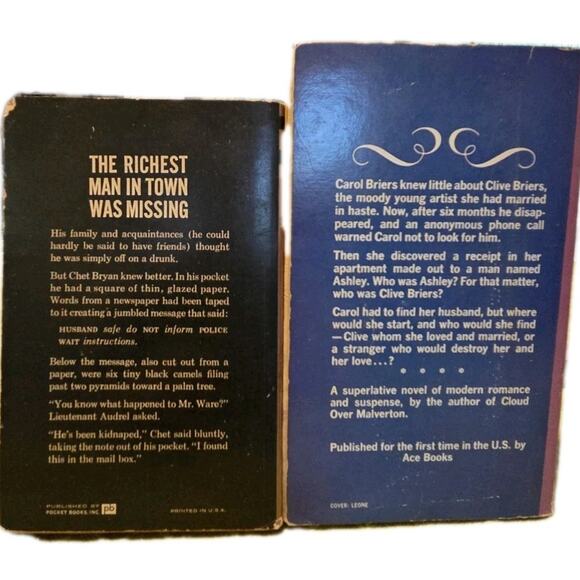 THE RICHEST
MAN IN TOWN
WAS MISSING
His family and acquaintances (he could
hardly be said to have friends) thought
he was simply off on a drunk.
But Chet Bryan knew better. In his pocket
he had a square of thin, glazed paper.
Words from a newspaper had been taped
to it creating a jumbled message that said:
HUSBAND safe do NOT inform POLICE
WAIT instructions.
Below the message, also cut out from a
paper, were six tiny black camels filing
past two pyramids toward a palm tree.
"You know what happened to Mr. Ware?"
Lieutenant Audrel asked.
"He's been kidnaped," Chet said bluntly,
taking the note out of his pocket. "I found
this in the mail box."
PUBLISHED BY
POCKET BOOKS, INC
pb
PRINTED IN U.S.A.
Carol Briers knew little about Clive Briers,
the moody young artist she had married
in haste. Now, after six months he disap-
peared, and an anonymous phone call
warned Carol not to look for him.
Then she discovered a receipt in her
apartment made out to a man named
Ashley. Who was Ashley? For that matter,
who was Clive Briers?
Carol had to find her husband, but where
would she start, and who would she find
—Clive whom she loved and married, or
a stranger who would destroy her and
her love...?
* * * *
A superlative novel of modern romance
and suspense, by the author of Cloud
Over Malverton.
Published for the first time in the U.S. by
Ace Books
COVER: LEONE